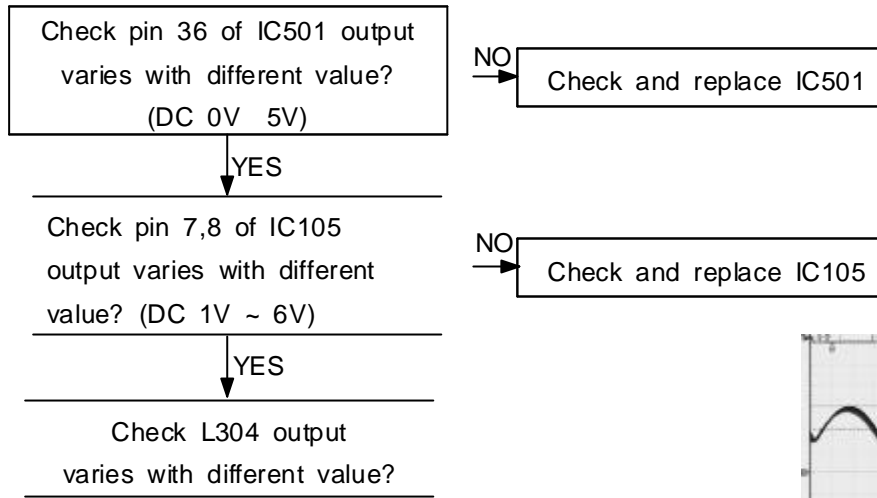 Check pin 36 of IC501 output
varies with different value?
(DC 0V 5V)
NO
Check and replace IC501
YES
Check pin 7,8 of IC105
output varies with different
value? (DC 1V ~ 6V)
NO
Check and replace IC105
YES
Check L304 output
varies with different value?